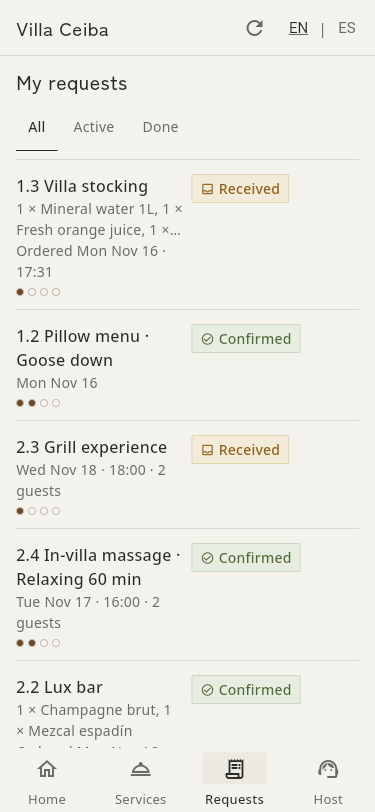 Villa Ceiba
EN | ES
My requests
All Active Done
1.3 Villa stocking
Received
1 × Mineral water 1L, 1 ×
Fresh orange juice, 1 ×…
Ordered Mon Nov 16 ·
17:31
1.2 Pillow menu ·
Goose down
Confirmed
Mon Nov 16
2.3 Grill experience
Received
Wed Nov 18 · 18:00 · 2
guests
2.4 In-villa massage ·
Relaxing 60 min
Confirmed
Tue Nov 17 · 16:00 · 2
guests
2.2 Lux bar
Confirmed
1 × Champagne brut, 1
× Mezcal espadín
Home Services Requests Host